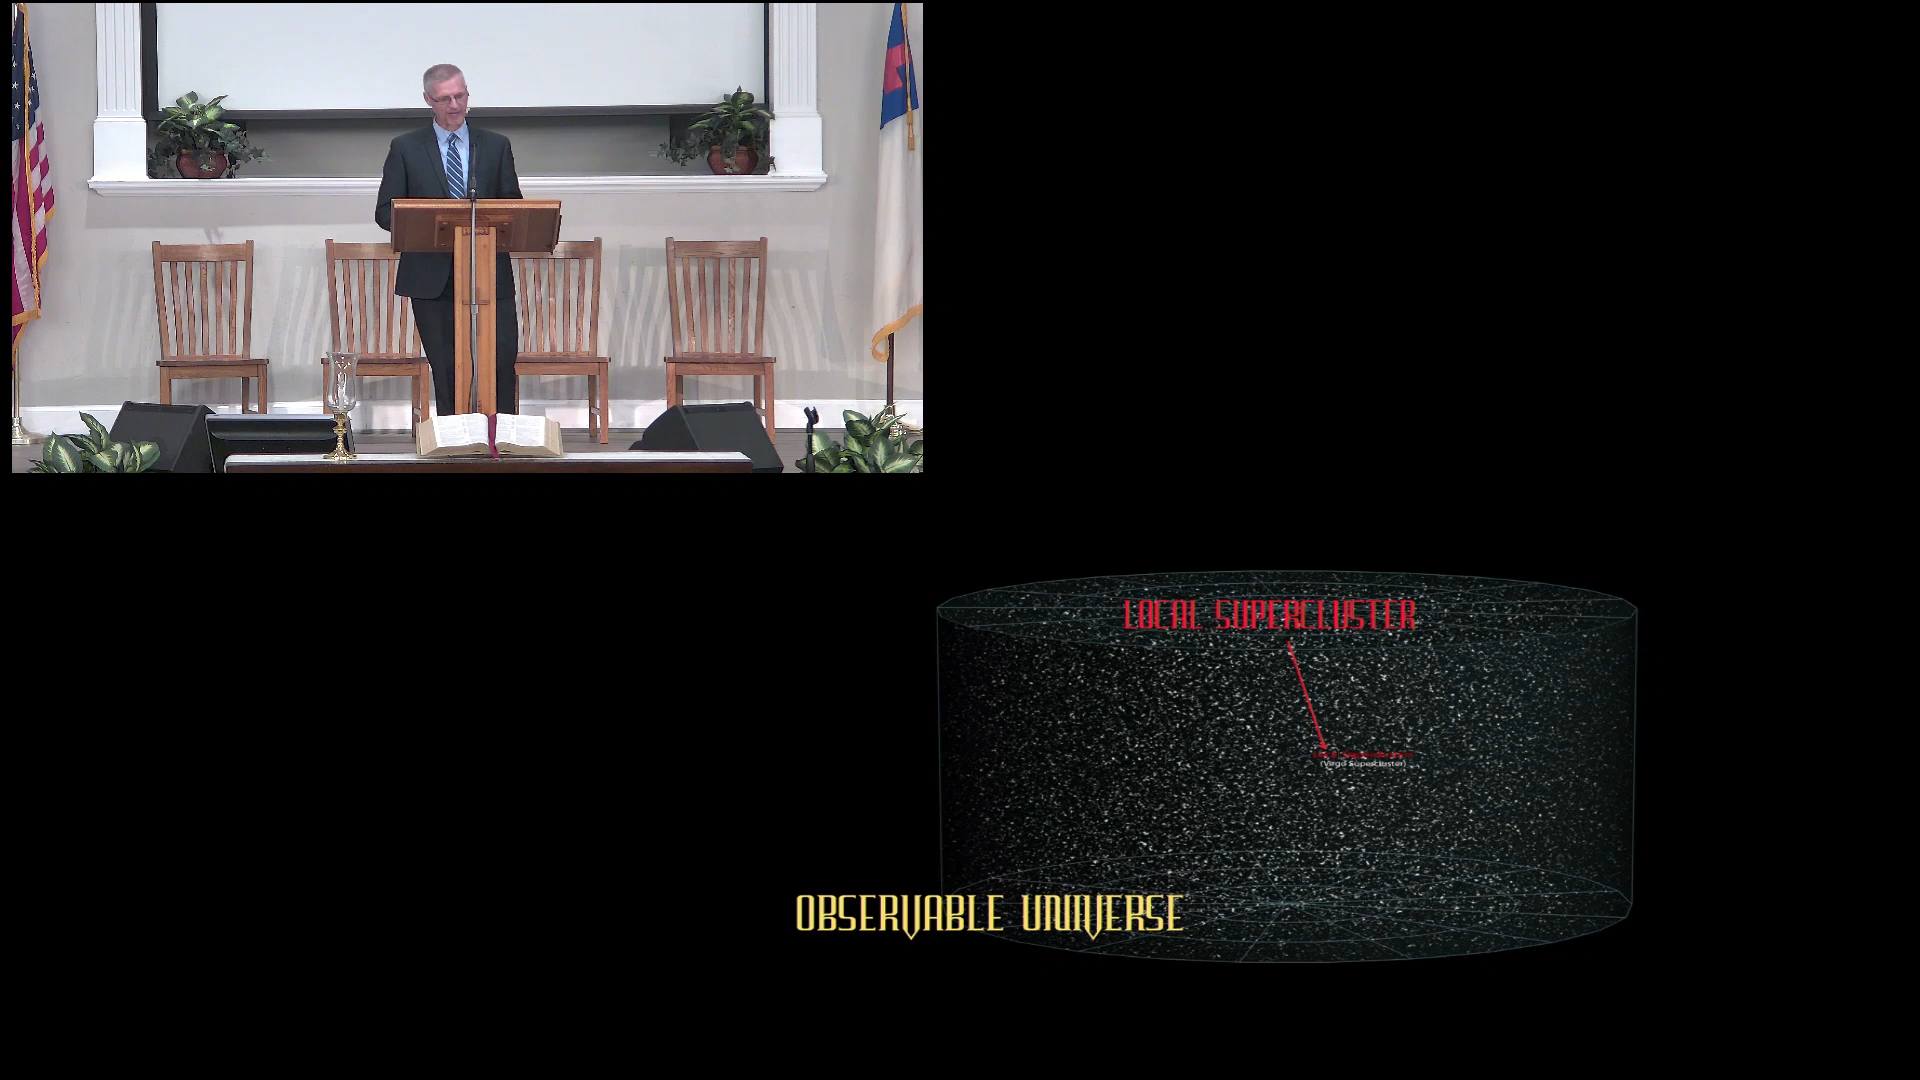 LOCAL SUPERCLUSTER
(Virgo Supercluster)
OBSERVABLE UNIVERSE